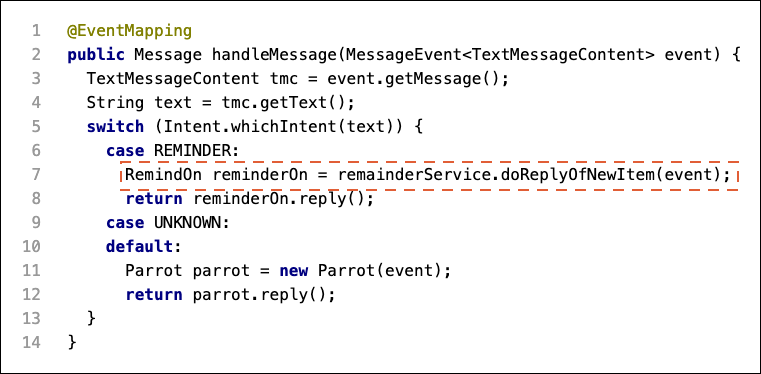 1 @EventMapping
2 public Message handleMessage(MessageEvent<TextMessageContent> event) {
3 TextMessageContent tmc = event.getMessage();
4 String text = tmc.getText();
5 switch (Intent.whichIntent(text)) {
6 case REMINDER:
7 RemindOn reminderOn = remainderService.doReplyOfNewItem(event);
8 return reminderOn.reply();
9 case UNKNOWN:
10 default:
11 Parrot parrot = new Parrot(event);
12 return parrot.reply();
13 }
14 }